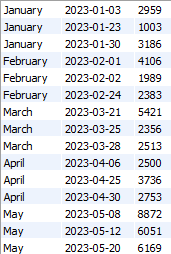 January 2023-01-03 2959
January 2023-01-23 1003
January 2023-01-30 3186
February 2023-02-01 4106
February 2023-02-02 1989
February 2023-02-24 2383
March 2023-03-21 5421
March 2023-03-25 2356
March 2023-03-28 2513
April 2023-04-06 2500
April 2023-04-25 3736
April 2023-04-30 2753
May 2023-05-08 8872
May 2023-05-12 6051
May 2023-05-20 6169